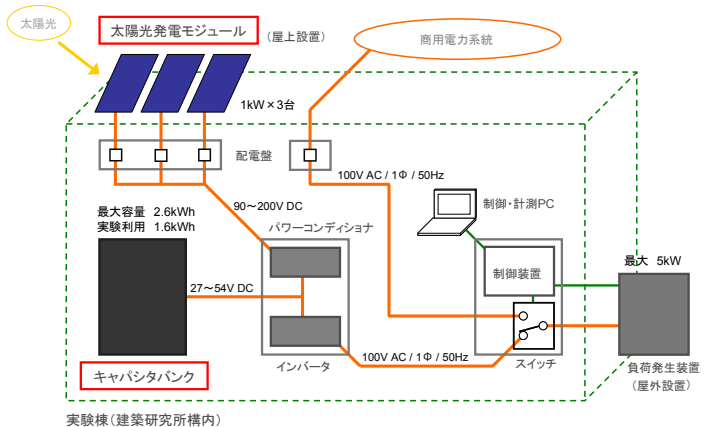 太陽光
太陽光発電モジュール
(屋上設置)
商用電力系統
1kW×3台
配電盤
100V AC / 1Φ / 50Hz
90～200V DC
制御・計測PC
最大容量 2.6kWh
実験利用 1.6kWh
パワーコンディショナ
制御装置
最大 5kW
27～54V DC
100V AC / 1Φ / 50Hz
キャパシタバンク
インバータ
スイッチ
負荷発生装置
(屋外設置)
実験棟(建築研究所構内)